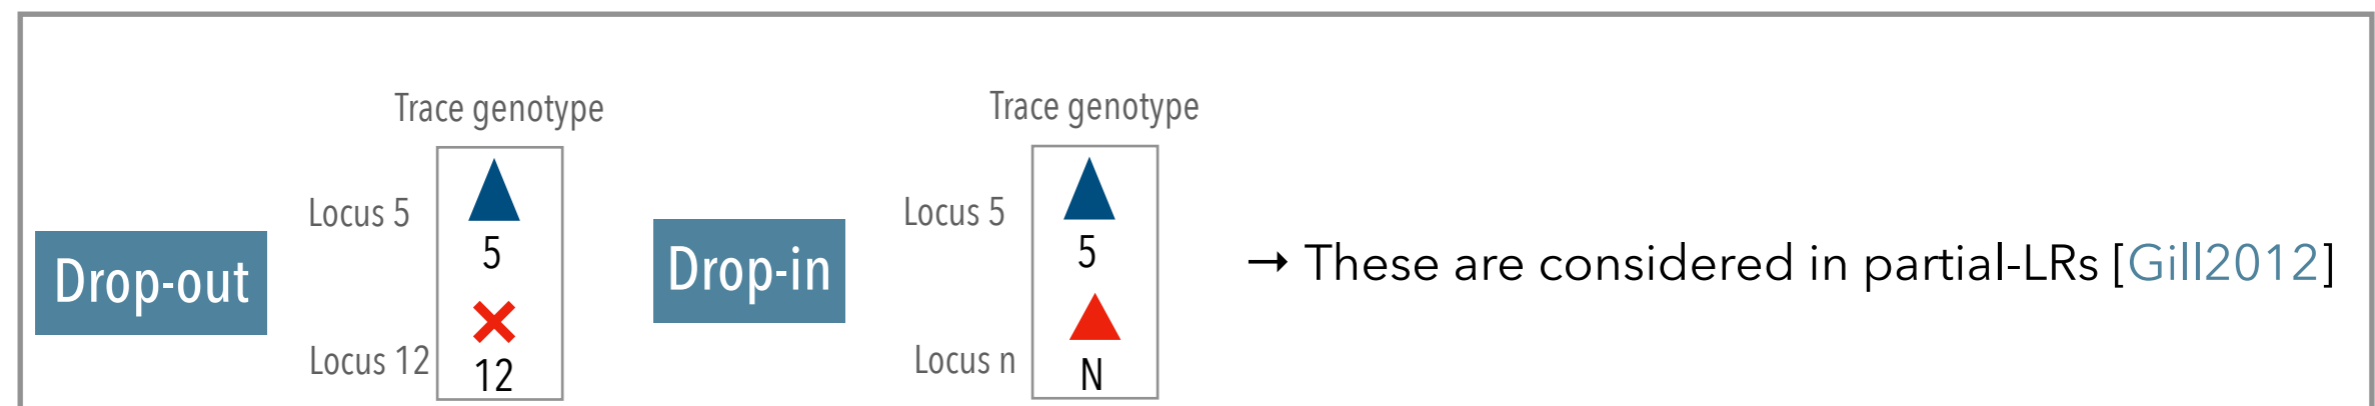 Drop-out
Trace genotype
Locus 5
5
Locus 12
12
Drop-in
Trace genotype
Locus 5
5
Locus n
N
→ These are considered in partial-LRs [Gill2012]